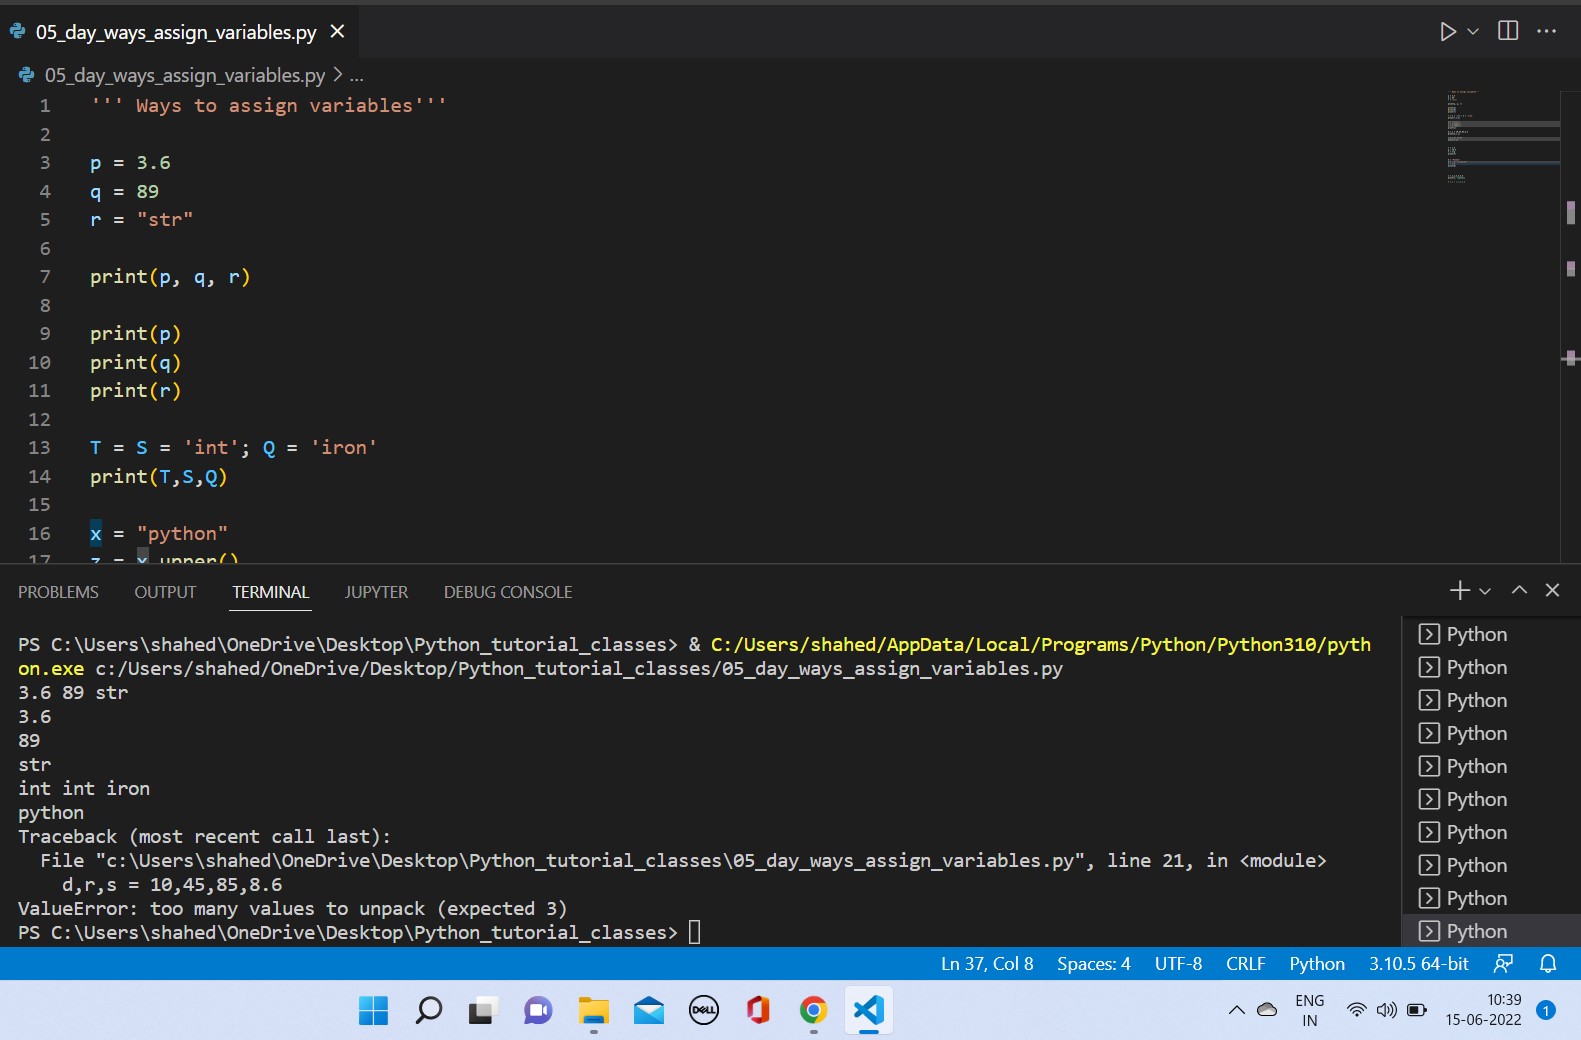 05_day_ways_assign_variables.py
05_day_ways_assign_variables.py > ...
1 ''' Ways to assign variables'''
2
3 p = 3.6
4 q = 89
5 r = "str"
6
7 print(p, q, r)
8
9 print(p)
10 print(q)
11 print(r)
12
13 T = S = 'int'; Q = 'iron'
14 print(T,S,Q)
15
16 x = "python"
17 z = x.upper()
PROBLEMS OUTPUT TERMINAL JUPYTER DEBUG CONSOLE
PS C:\Users\shahed\OneDrive\Desktop\Python_tutorial_classes> & C:/Users/shahed/AppData/Local/Programs/Python/Python310/pyth
on.exe c:/Users/shahed/OneDrive/Desktop/Python_tutorial_classes/05_day_ways_assign_variables.py
3.6 89 str
3.6
89
str
int int iron
python
Traceback (most recent call last):
  File "c:\Users\shahed\OneDrive\Desktop\Python_tutorial_classes\05_day_ways_assign_variables.py", line 21, in <module>
    d,r,s = 10,45,85,8.6
ValueError: too many values to unpack (expected 3)
PS C:\Users\shahed\OneDrive\Desktop\Python_tutorial_classes>
Python
Python
Python
Python
Python
Python
Python
Python
Python
Python
Ln 37, Col 8 Spaces: 4 UTF-8 CRLF Python 3.10.5 64-bit
DELL
ENG
IN
10:39
15-06-2022
1